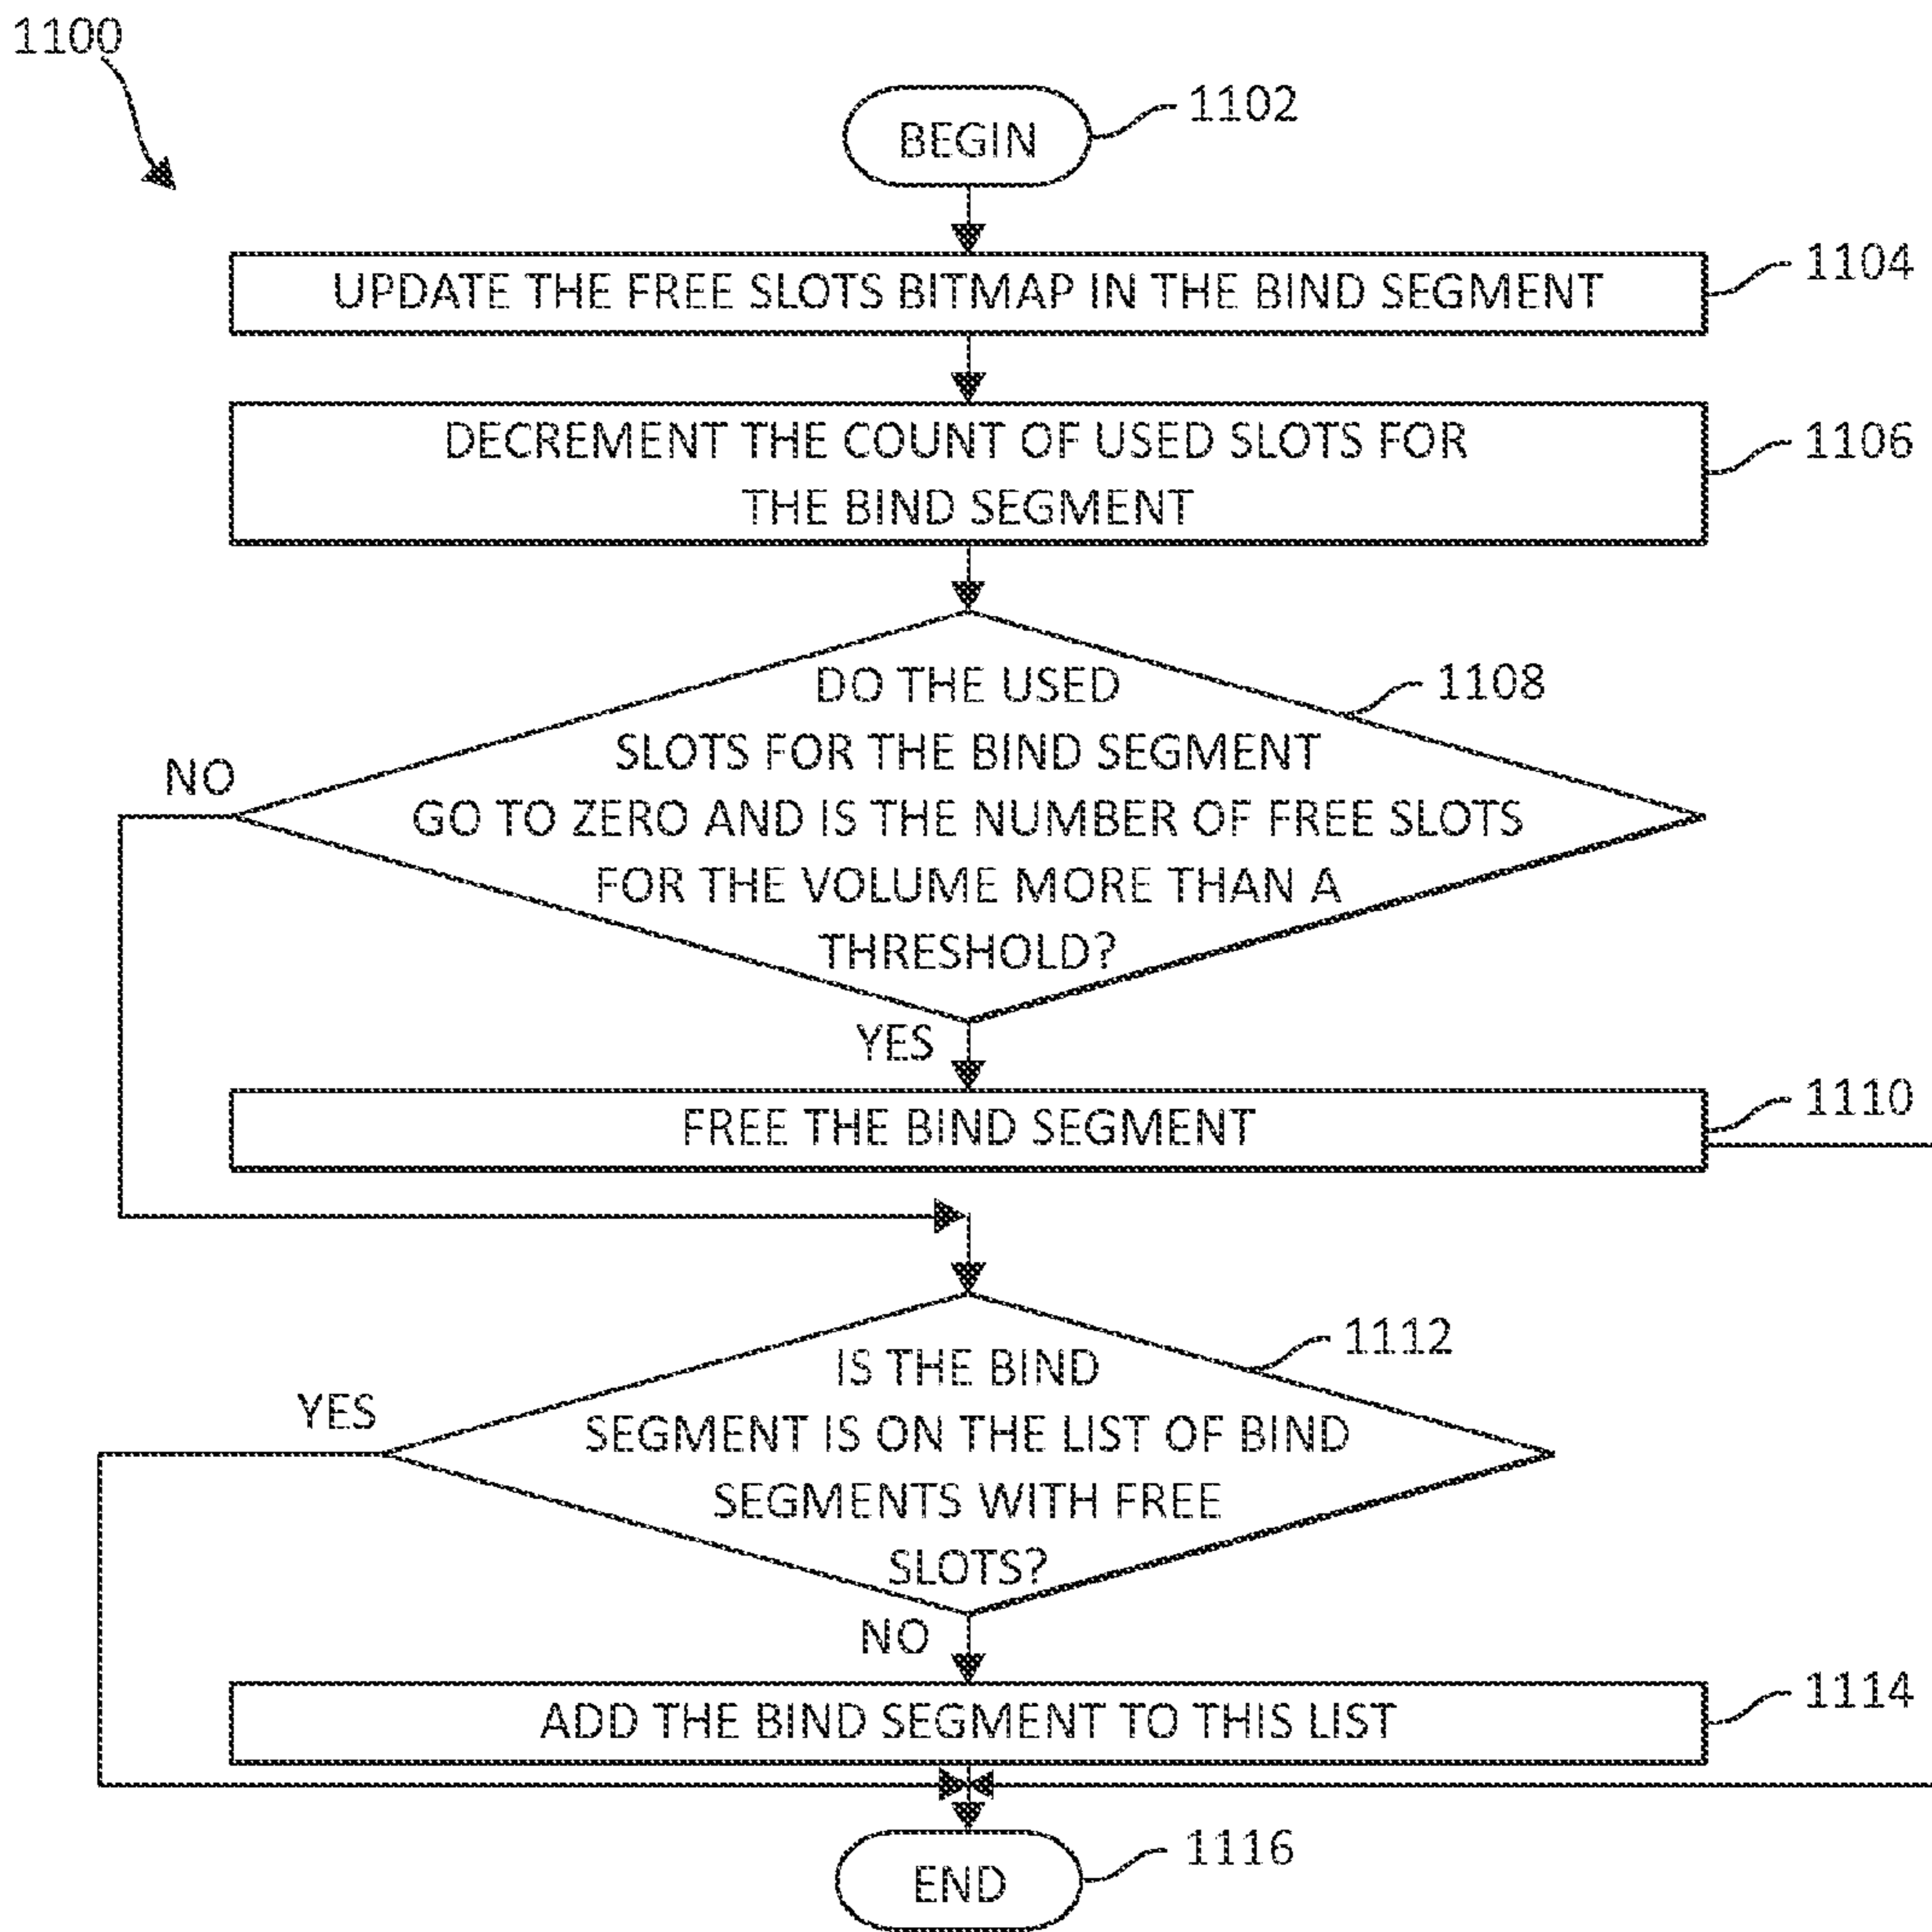 1100
BEGIN
1102
UPDATE THE FREE SLOTS BITMAP IN THE BIND SEGMENT
1104
DECREMENT THE COUNT OF USED SLOTS FOR
THE BIND SEGMENT
1106
DO THE USED
SLOTS FOR THE BIND SEGMENT
GO TO ZERO AND IS THE NUMBER OF FREE SLOTS
FOR THE VOLUME MORE THAN A
THRESHOLD?
1108
NO
YES
FREE THE BIND SEGMENT
1110
IS THE BIND
SEGMENT IS ON THE LIST OF BIND
SEGMENTS WITH FREE
SLOTS?
1112
YES
NO
ADD THE BIND SEGMENT TO THIS LIST
1114
END
1116